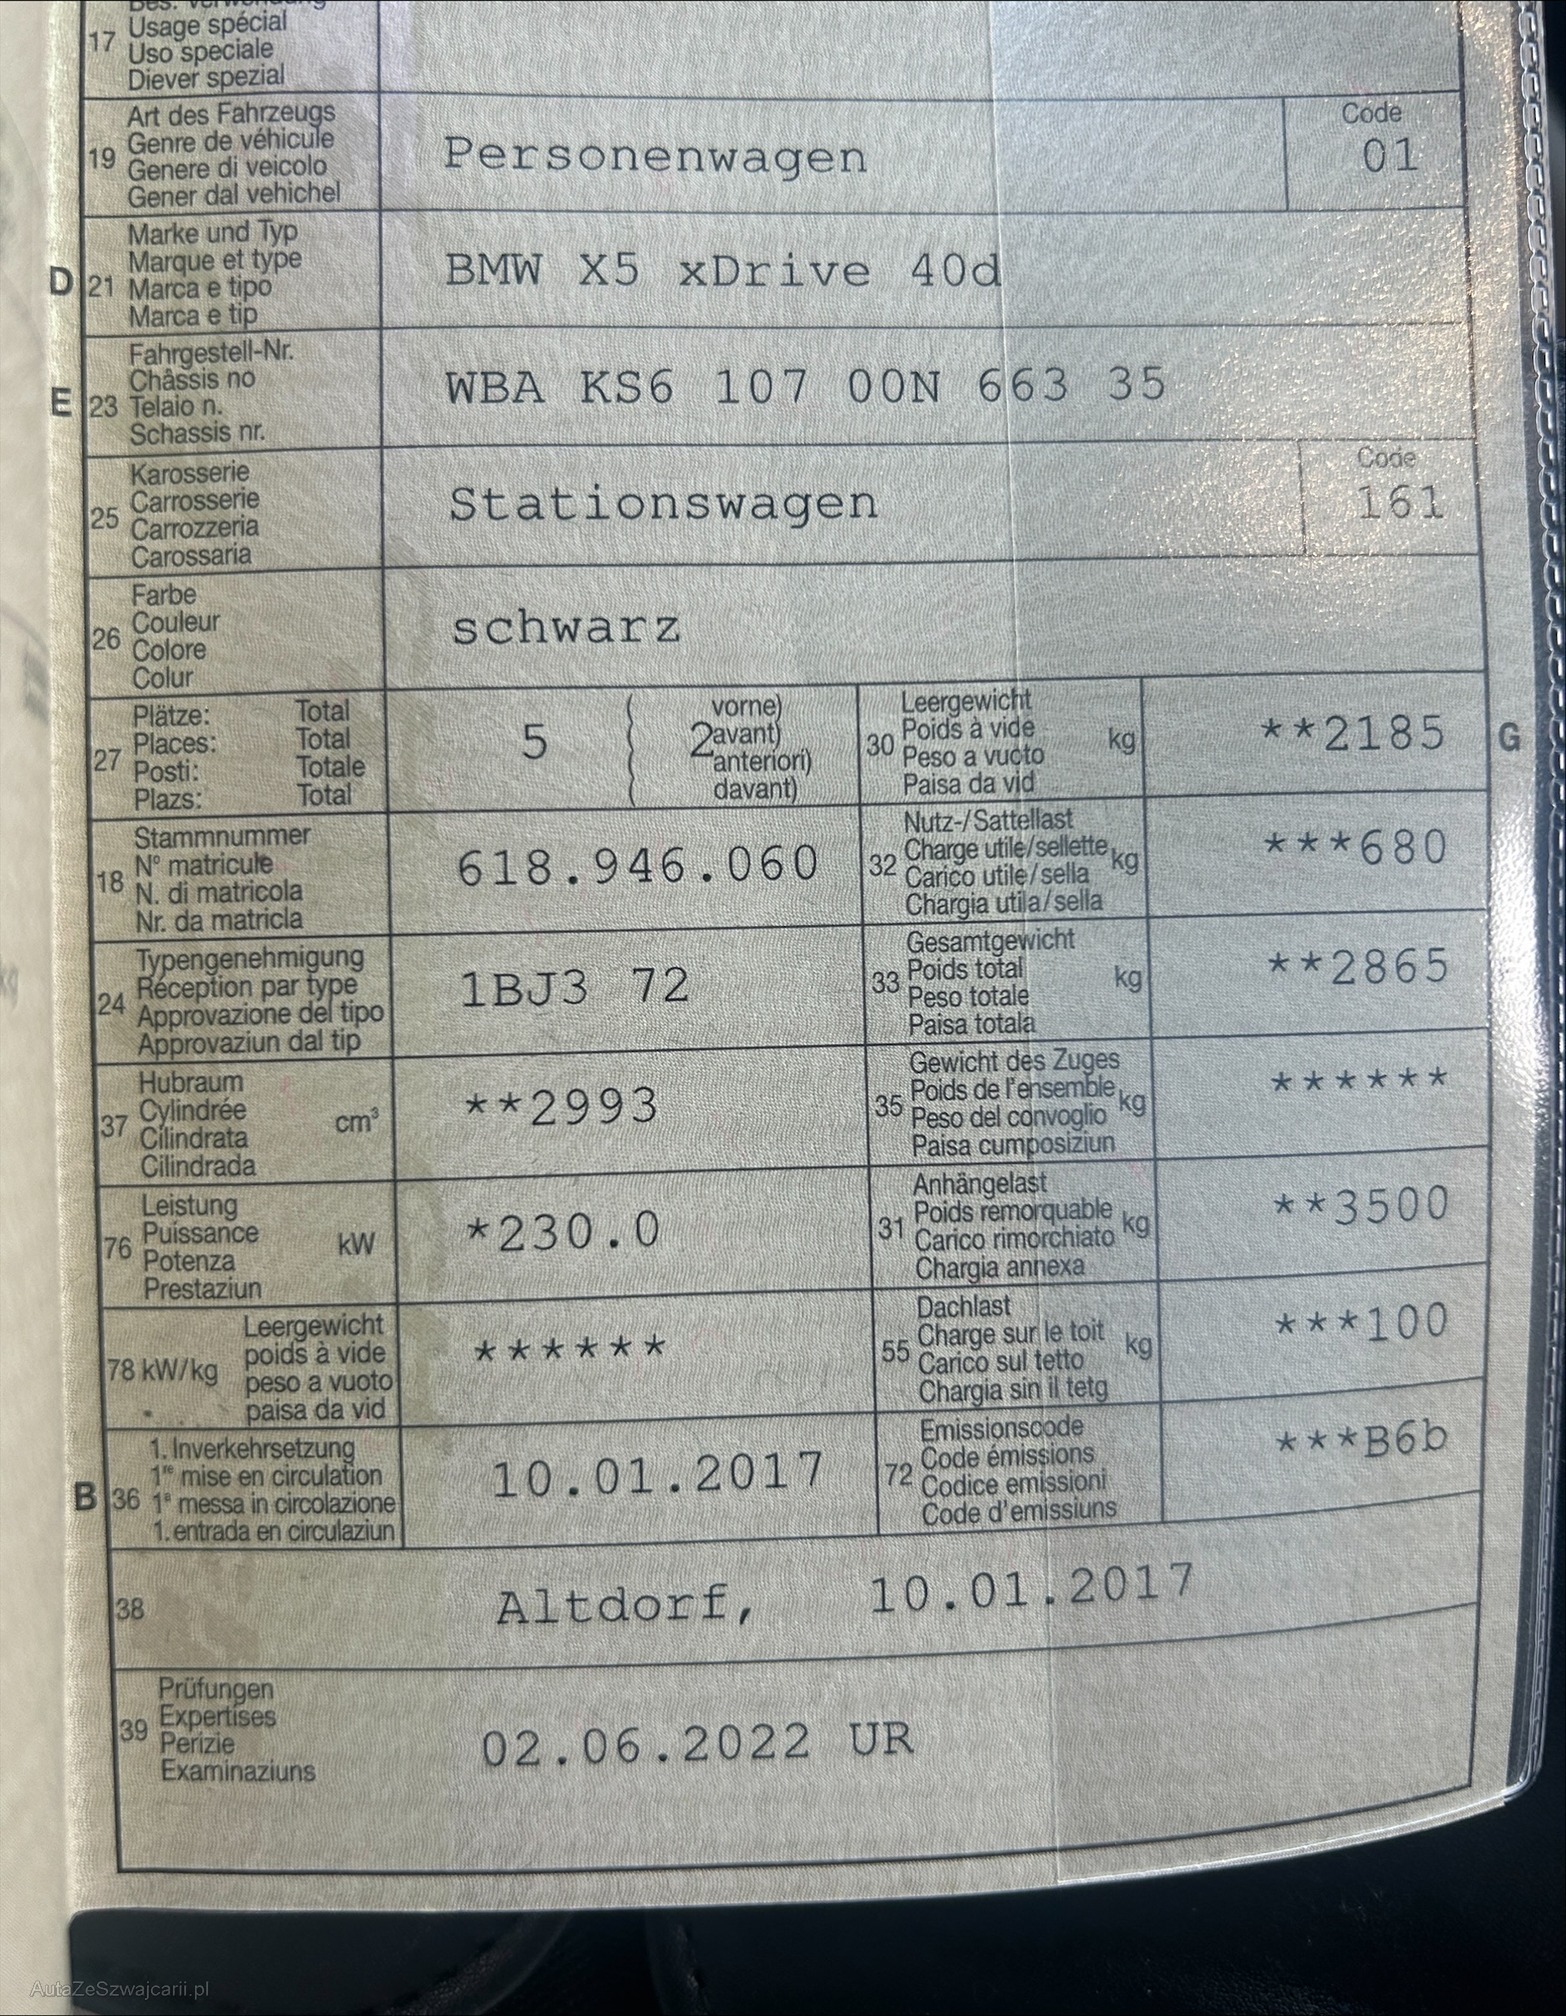 17
Usage spécial
Uso speciale
Diever spezial
19
Art des Fahrzeugs
Genre de véhicule
Genere di veicolo
Gener dal vehichel
Personenwagen
Code
01
D 21
Marke und Typ
Marque et type
Marca e tipo
Marca e tip
BMW X5 xDrive 40d
E 23
Fahrgestell-Nr.
Châssis no
Telaio n.
Schassis nr.
WBA KS6 107 00N 663 35
25
Karosserie
Carrosserie
Carrozzeria
Carossaria
Stationswagen
Code
161
26
Farbe
Couleur
Colore
Colur
schwarz
27
Plätze: Total
Places: Total
Posti: Totale
Plazs: Total
5
2
vorne)
avant)
anteriori)
davant)
30
Leergewicht
Poids à vide
Peso a vuoto
Paisa da vid
kg
**2185
G
18
Stammnummer
N° matricule
N. di matricola
Nr. da matricla
618.946.060
32
Nutz-/Sattellast
Charge utile/sellette
Carico utile/sella
Chargia utila/sella
kg
***680
24
Typengenehmigung
Réception par type
Approvazione del tipo
Approvaziun dal tip
1BJ3 72
33
Gesamtgewicht
Poids total
Peso totale
Paisa totala
kg
**2865
37
Hubraum
Cylindrée
Cilindrata
Cilindrada
cm³
**2993
35
Gewicht des Zuges
Poids de l'ensemble
Peso del convoglio
Paisa cumposiziun
kg
******
76
Leistung
Puissance
Potenza
Prestaziun
kW
*230.0
31
Anhängelast
Poids remorquable
Carico rimorchiato
Chargia annexa
kg
**3500
78 kW/kg
Leergewicht
poids à vide
peso a vuoto
paisa da vid
******
55
Dachlast
Charge sur le toit
Carico sul tetto
Chargia sin il tetg
kg
***100
B 36
1. Inverkehrsetzung
1re mise en circulation
1a messa in circolazione
1. entrada en circulaziun
10.01.2017
72
Emissionscode
Code émissions
Codice emissioni
Code d'emissiuns
***B6b
38
Altdorf, 10.01.2017
39
Prüfungen
Expertises
Perizie
Examinaziuns
02.06.2022 UR
AutaZeSzwajcarii.pl